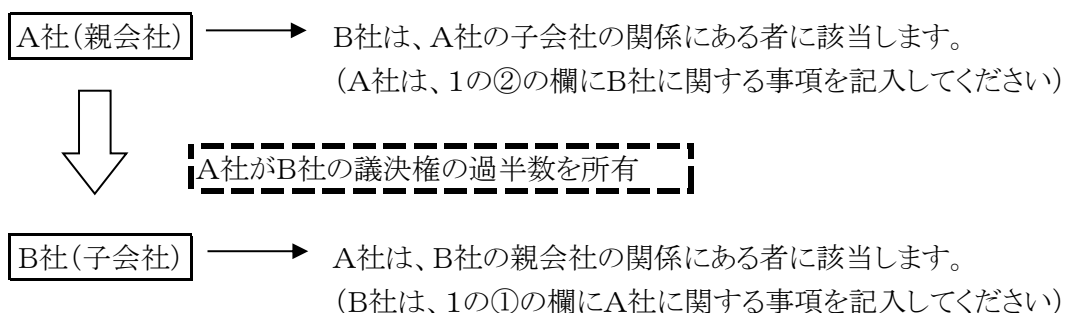 A社(親会社) B社は、A社の子会社の関係にある者に該当します。
(A社は、1の②の欄にB社に関する事項を記入してください)
A社がB社の議決権の過半数を所有
B社(子会社) A社は、B社の親会社の関係にある者に該当します。
(B社は、1の①の欄にA社に関する事項を記入してください)